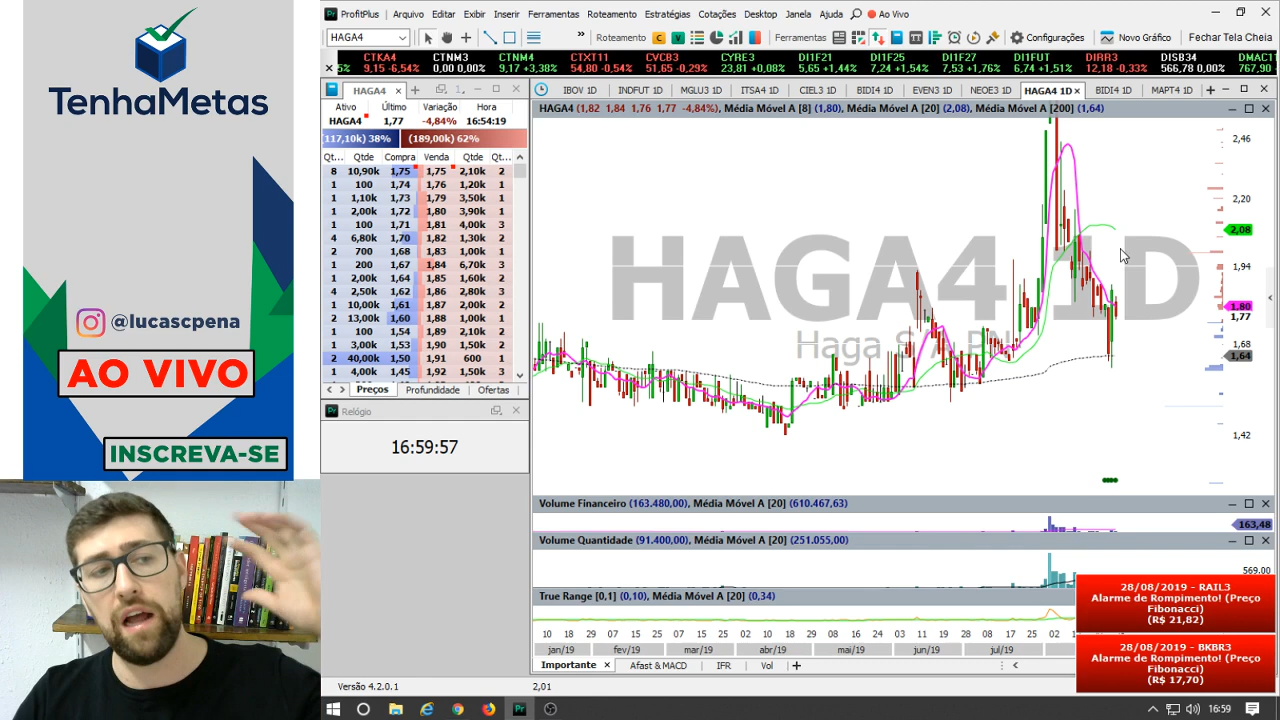 TenhaMetas
@lucascpena
AO VIVO
INSCREVA-SE
ProfitPlus Arquivo Editar Exibir Inserir Ferramentas Roteamento Estratégias Cotações Desktop Janela Ajuda Ao Vivo
HAGA4 » Roteamento C V Ferramentas Configurações Novo Gráfico Fechar Tela Cheia
CTKA4 CTNM3 CTNM4 CTXT11 CVCB3 CYRE3 DI1F21 DI1F25 DI1F27 DI1FUT DIRR3 DISB34 DMAC11
5% 9,15 -6,54% 0,00 0,00% 9,17 +3,38% 54,80 -0,54% 51,65 -0,29% 23,81 +0,08% 5,65 +1,44% 7,24 +1,54% 7,53 +1,76% 6,74 +1,51% 12,18 -0,33% 566,78 0,00% 767,90
HAGA4
Ativo Último Variação Hora
HAGA4 1,77 -4,84% 16:54:19
(117,10k) 38% (189,00k) 62%
Qt... Qtde Compra Venda Qtde Qt...
8 10,90k 1,75 1,75 2,10k 2
1 100 1,74 1,76 1,20k 1
1 1,10k 1,73 1,79 3,50k 1
1 2,00k 1,72 1,80 3,90k 1
1 100 1,71 1,81 4,00k 3
4 6,80k 1,70 1,82 1,30k 2
2 700 1,68 1,83 1,00k 1
1 200 1,67 1,84 6,70k 3
1 2,00k 1,64 1,85 1,60k 2
4 2,50k 1,62 1,86 2,80k 3
1 10,00k 1,61 1,87 1,00k 1
2 13,00k 1,60 1,88 1,00k 1
1 100 1,54 1,89 2,10k 3
1 3,90k 1,53 1,90 1,50k 2
2 40,00k 1,50 1,91 600 1
1 4,00k 1,45 1,92 1,50k 3
Preços Profundidade Ofertas
Relógio
16:59:57
IBOV 1D INDFUT 1D MGLU3 1D ITSA4 1D CIEL3 1D BIDI4 1D EVEN3 1D NEOE3 1D HAGA4 1D BIDI4 1D MAPT4 1D
HAGA4 (1,82 1,84 1,76 1,77 -4,84%), Média Móvel A [8] (1,80), Média Móvel A [20] (2,08), Média Móvel A [200] (1,64)
HAGA4 1D
Haga S A PN
2,46
2,20
2,08
1,94
1,80
1,77
1,68
1,64
1,42
Volume Financeiro (163.480,00), Média Móvel A [20] (610.467,63)
163,48
Volume Quantidade (91.400,00), Média Móvel A [20] (251.055,00)
569.00
True Range [0,1] (0,10), Média Móvel A [20] (0,34)
10 18 29 07 15 25 07 15 25 02 10 18 29 08 16 24 03 11 19 28 09 17 25 02 1
jan/19 fev/19 mar/19 abr/19 mai/19 jun/19 jul/19
Importante Afast & MACD IFR Vol
Versão 4.2.0.1 2,01
28/08/2019 - RAIL3
Alarme de Rompimento! (Preço
Fibonacci)
(R$ 21,82)
28/08/2019 - BKBR3
Alarme de Rompimento! (Preço
Fibonacci)
(R$ 17,70)
16:59